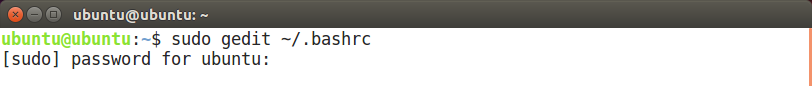 ubuntu@ubuntu: ~
ubuntu@ubuntu:~$ sudo gedit ~/.bashrc
[sudo] password for ubuntu: